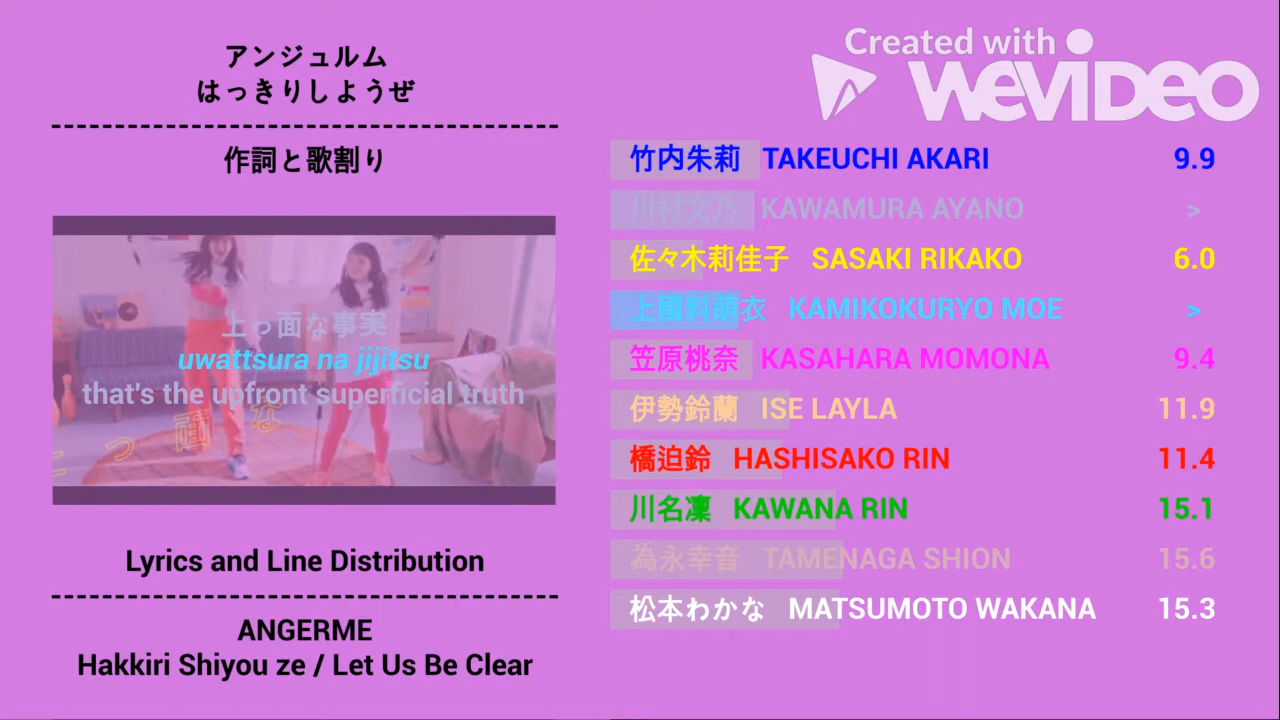 アンジュルム
はっきりしようぜ
作詞と歌割り
上っ面な事実
uwattsura na jijitsu
that's the upfront superficial truth
っ面な
Lyrics and Line Distribution
ANGERME
Hakkiri Shiyou ze / Let Us Be Clear
Created with
WeVideo
竹内朱莉 TAKEUCHI AKARI 9.9
川村文乃 KAWAMURA AYANO >
佐々木莉佳子 SASAKI RIKAKO 6.0
上國料萌衣 KAMIKOKURYO MOE >
笠原桃奈 KASAHARA MOMONA 9.4
伊勢鈴蘭 ISE LAYLA 11.9
橋迫鈴 HASHISAKO RIN 11.4
川名凜 KAWANA RIN 15.1
為永幸音 TAMENAGA SHION 15.6
松本わかな MATSUMOTO WAKANA 15.3